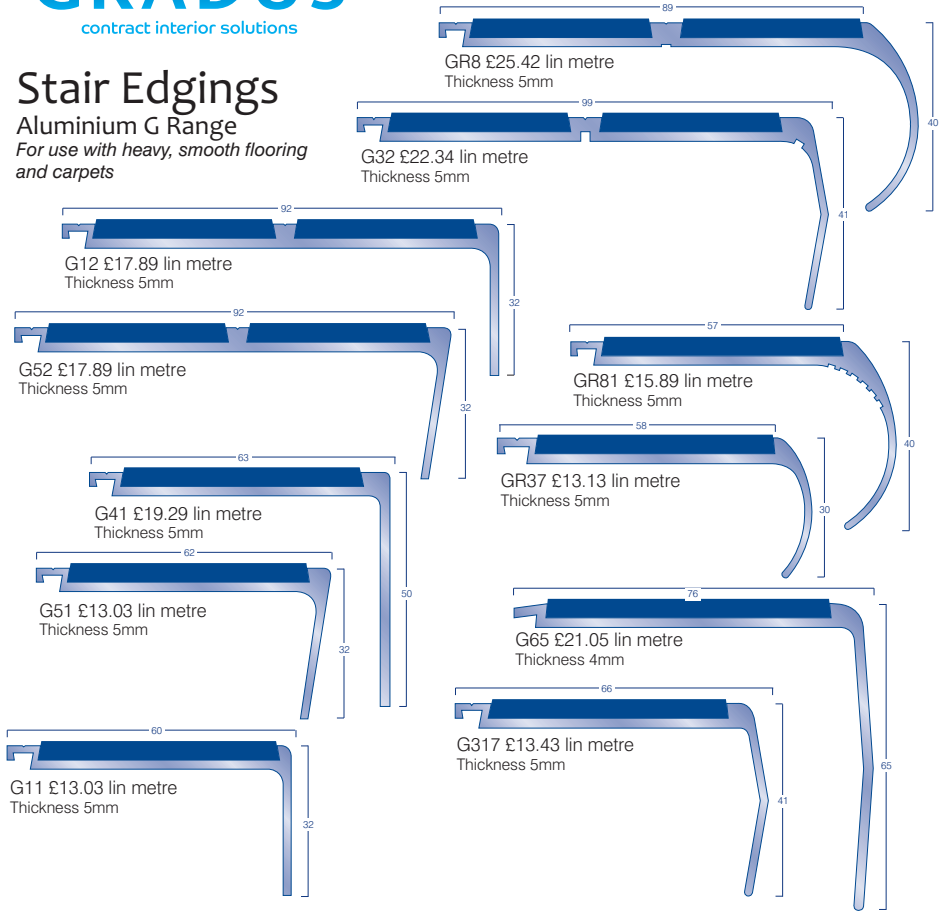 GRADUS
contract interior solutions
Stair Edgings
Aluminium G Range
For use with heavy, smooth flooring
and carpets
89
GR8 £25.42 lin metre
Thickness 5mm
40
99
G32 £22.34 lin metre
Thickness 5mm
41
92
G12 £17.89 lin metre
Thickness 5mm
32
92
G52 £17.89 lin metre
Thickness 5mm
32
57
GR81 £15.89 lin metre
Thickness 5mm
40
58
GR37 £13.13 lin metre
Thickness 5mm
30
63
G41 £19.29 lin metre
Thickness 5mm
50
62
G51 £13.03 lin metre
Thickness 5mm
32
76
G65 £21.05 lin metre
Thickness 4mm
65
66
G317 £13.43 lin metre
Thickness 5mm
41
60
G11 £13.03 lin metre
Thickness 5mm
32